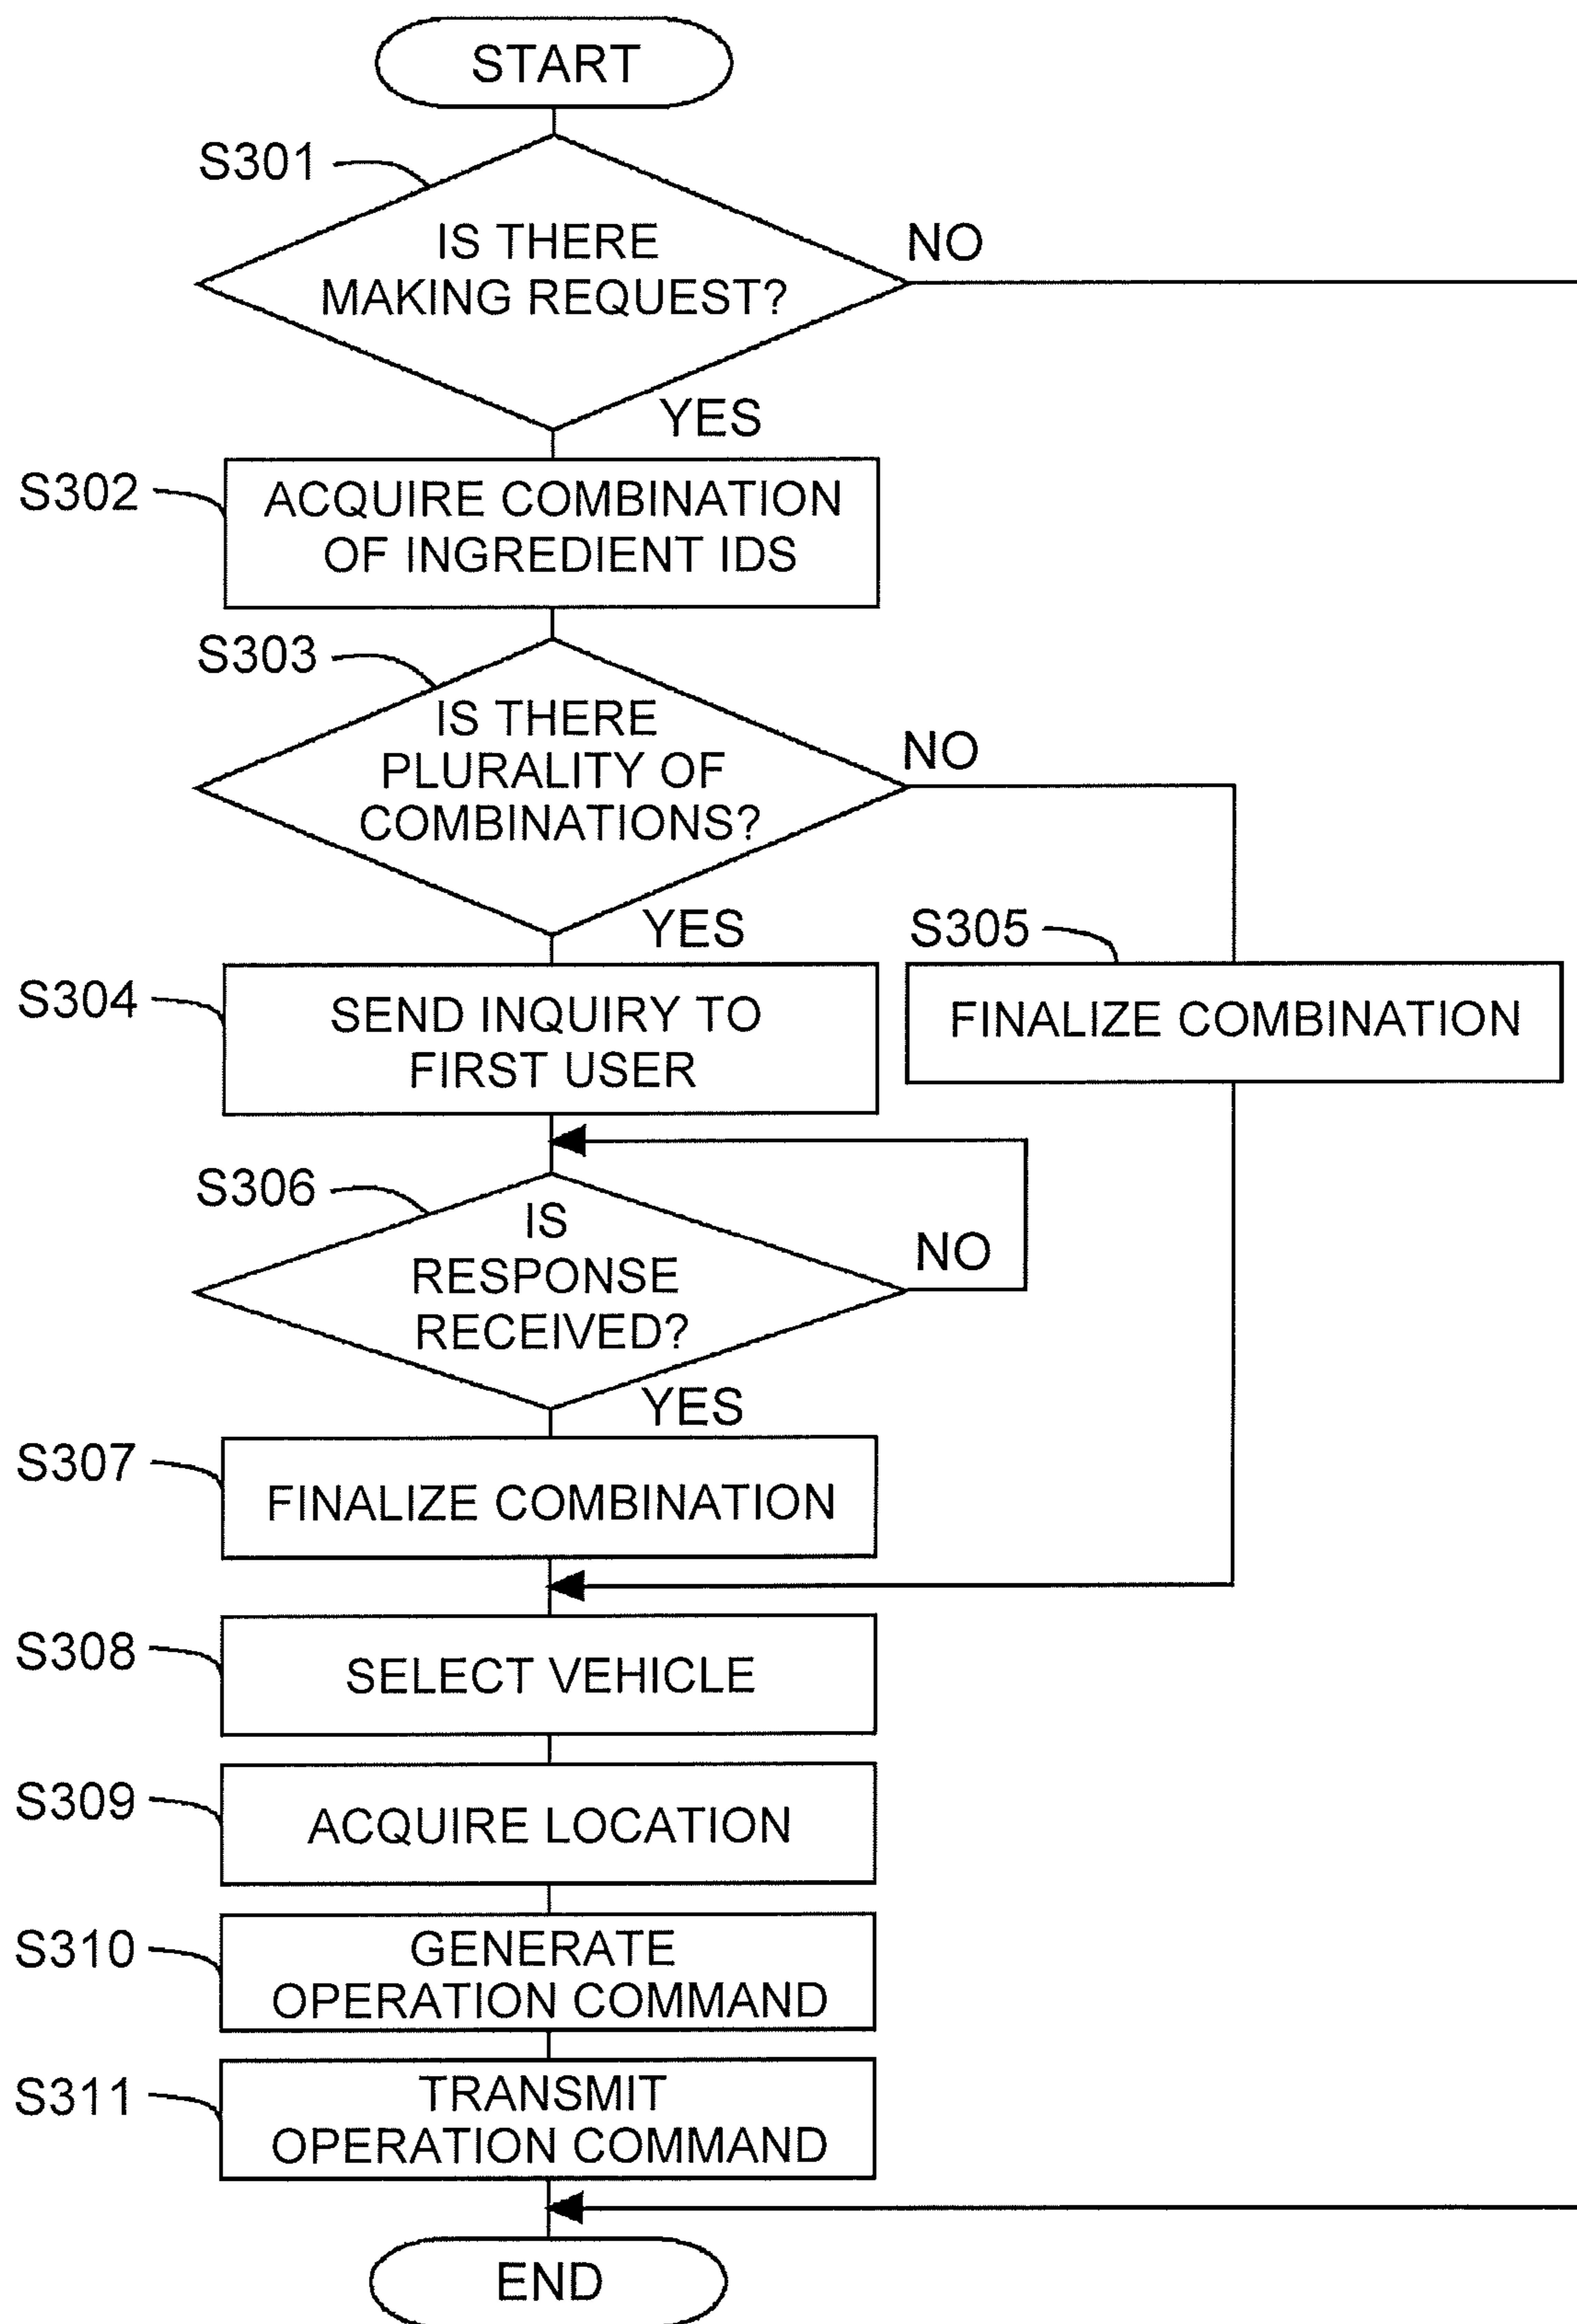 START
S301
IS THERE
MAKING REQUEST?
NO
YES
S302
ACQUIRE COMBINATION
OF INGREDIENT IDS
S303
IS THERE
PLURALITY OF
COMBINATIONS?
NO
YES
S304
SEND INQUIRY TO
FIRST USER
S305
FINALIZE COMBINATION
S306
IS
RESPONSE
RECEIVED?
NO
YES
S307
FINALIZE COMBINATION
S308
SELECT VEHICLE
S309
ACQUIRE LOCATION
S310
GENERATE
OPERATION COMMAND
S311
TRANSMIT
OPERATION COMMAND
END